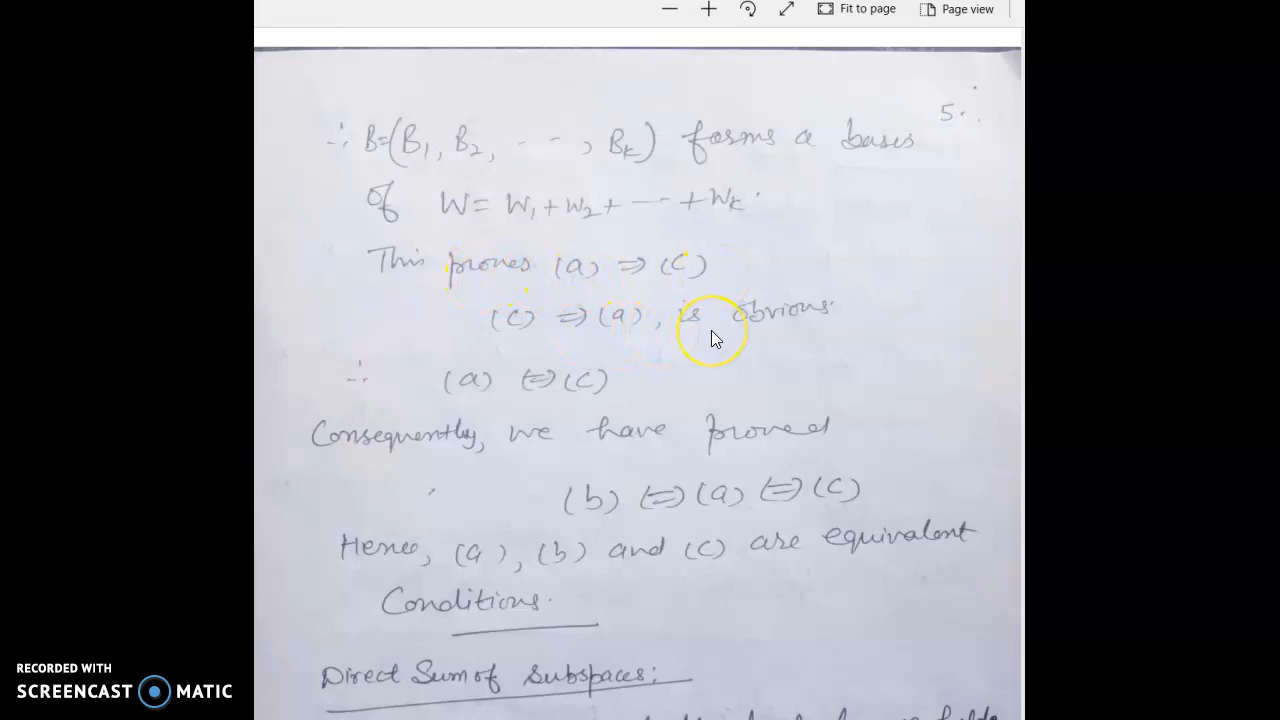 Fit to page
Page view
5.
∴ B=(B1, B2, ---, Bk) forms a bases
of W= W1+W2+ --- +Wk.
This proves (a) ⇒ (c)
(c) ⇒ (a), is obvious.
∴ (a) ⇔ (c)
Consequently, we have proved
(b) ⇔ (a) ⇔ (c)
Hence, (a), (b) and (c) are equivalent
Conditions.
Direct Sum of Subspaces:
RECORDED WITH
SCREENCAST MATIC